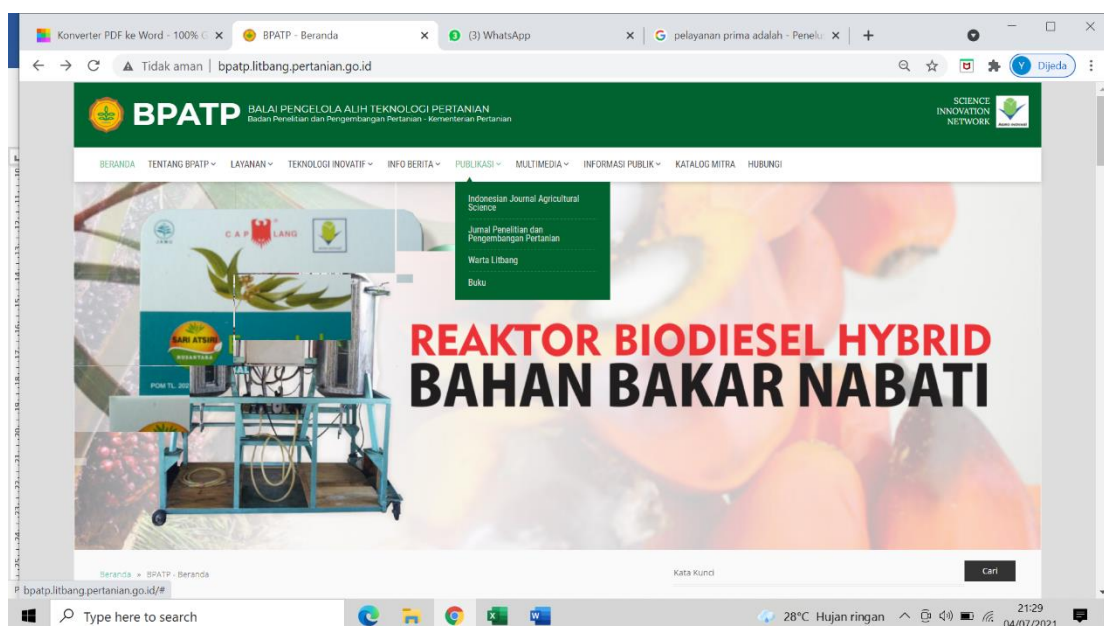 Konverter PDF ke Word - 100% G
BPATP - Beranda
(3) WhatsApp
pelayanan prima adalah - Penelu
Tidak aman
bpatp.litbang.pertanian.go.id
Y
Dijeda
BPATP
BALAI PENGELOLA ALIH TEKNOLOGI PERTANIAN
Badan Penelitian dan Pengembangan Pertanian - Kementerian Pertanian
SCIENCE
INNOVATION
NETWORK
BERANDA TENTANG BPATP LAYANAN TEKNOLOGI INOVATIF INFO BERITA PUBLIKASI MULTIMEDIA INFORMASI PUBLIK KATALOG MITRA HUBUNGI
Indonesian Journal Agricultural
Science
Jurnal Penelitian dan
Pengembangan Pertanian
Warta Litbang
Buku
CAP LANG
SARI ATSIRI
NUSANTARA
POM TL. 202
REAKTOR BIODIESEL HYBRID
BAHAN BAKAR NABATI
Beranda » BPATP - Beranda
Kata Kunci
Cari
bpatp.litbang.pertanian.go.id/#
Type here to search
28°C Hujan ringan
21:29
04/07/2021